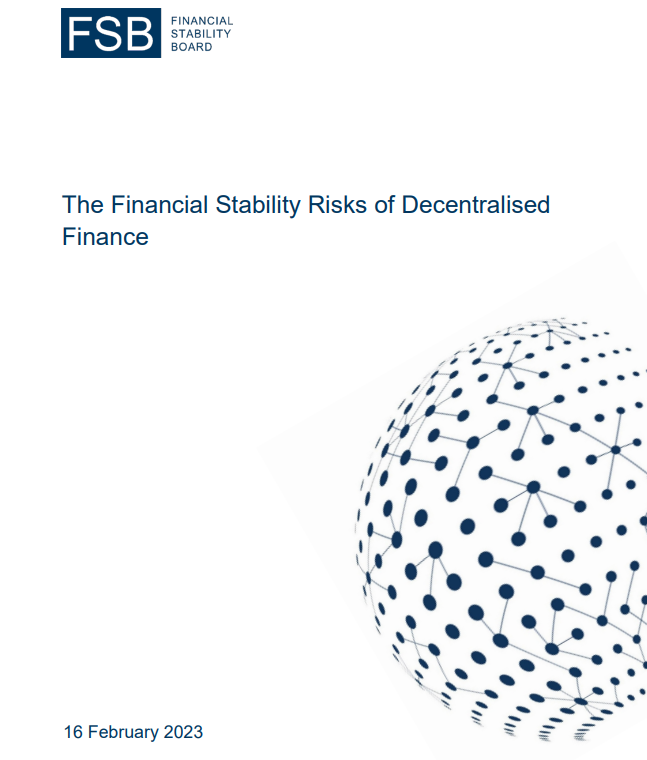 FSB
FINANCIAL
STABILITY
BOARD
The Financial Stability Risks of Decentralised
Finance
16 February 2023